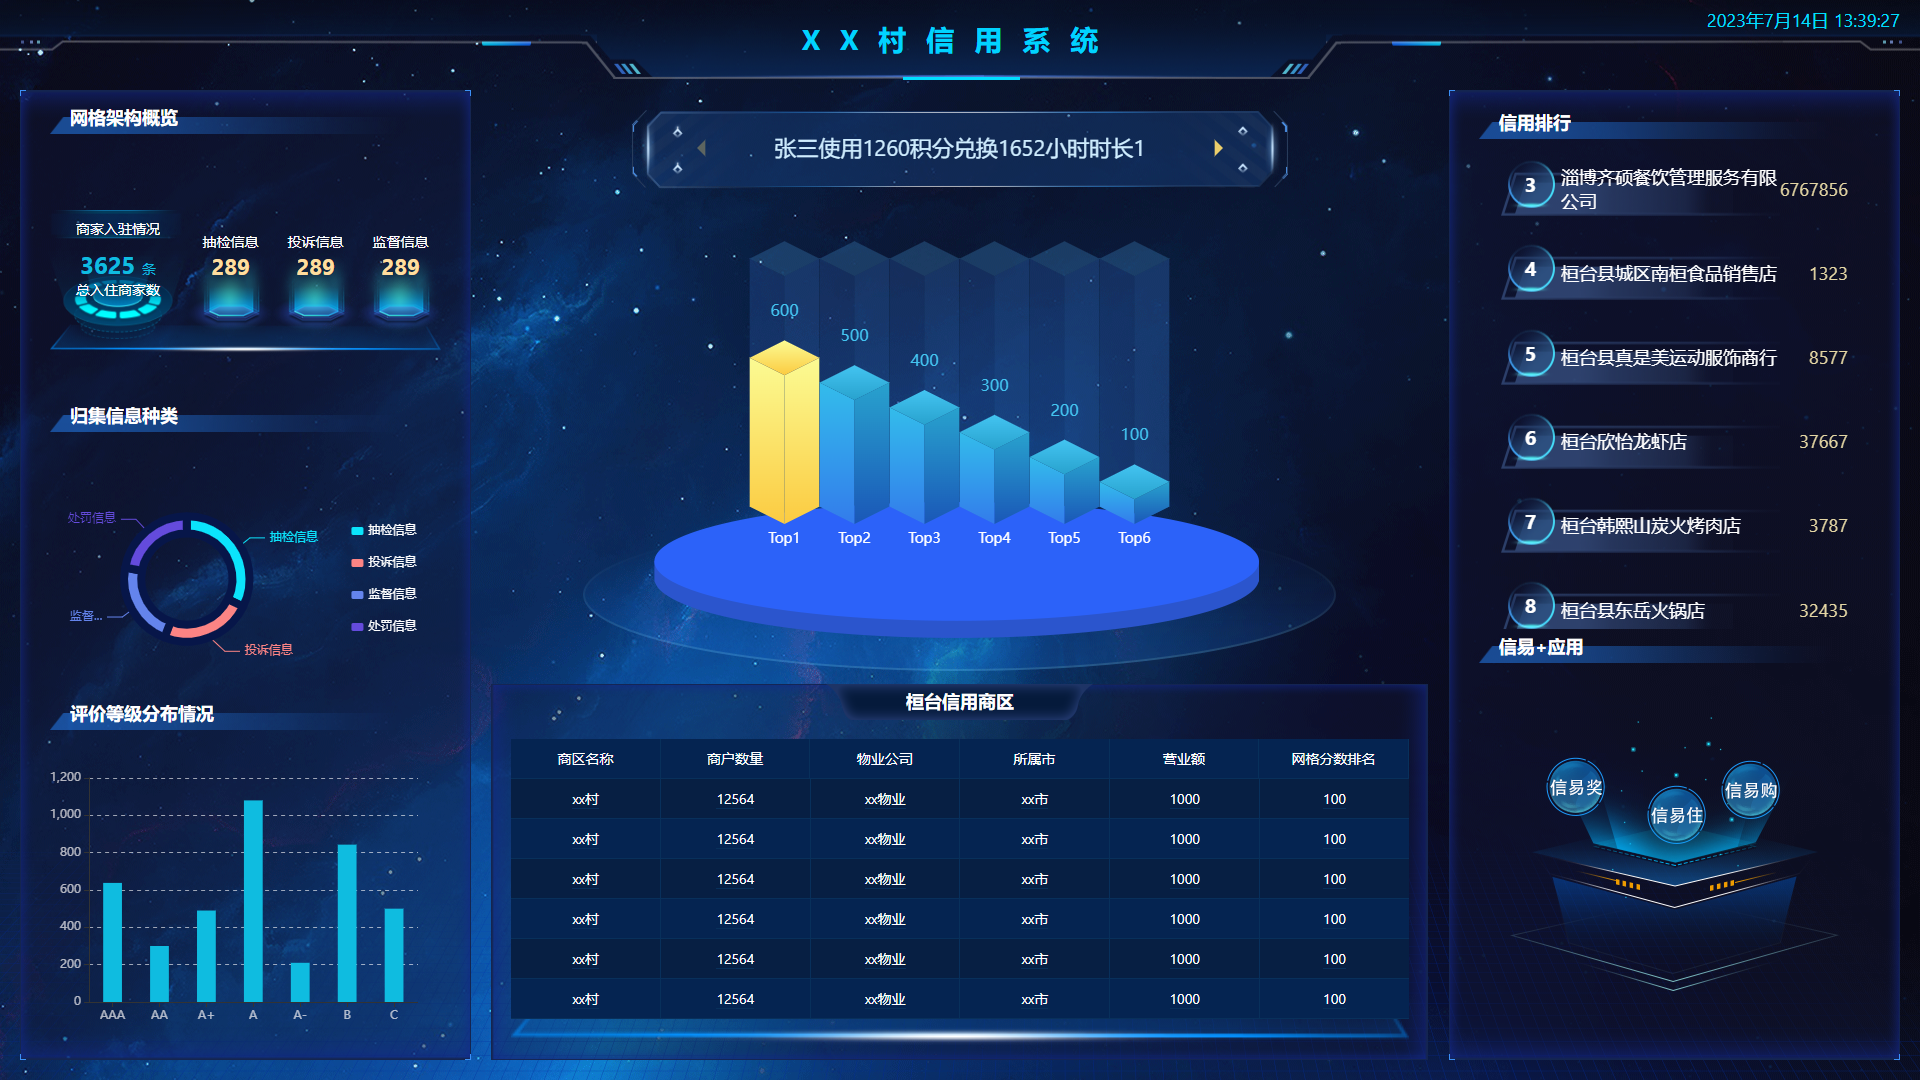 XX村信用系统
2023年7月14日 13:39:27
网格架构概览
商家入驻情况
3625 条
总入住商家数
抽检信息
289
投诉信息
289
监督信息
289
归集信息种类
处罚信息
抽检信息
监督...
投诉信息
抽检信息
投诉信息
监督信息
处罚信息
评价等级分布情况
1,200
1,000
800
600
400
200
0
AAA AA A+ A A- B C
张三使用1260积分兑换1652小时时长1
600
500
400
300
200
100
Top1 Top2 Top3 Top4 Top5 Top6
桓台信用商区
商区名称 商户数量 物业公司 所属市 营业额 网格分数排名
xx村 12564 xx物业 xx市 1000 100
xx村 12564 xx物业 xx市 1000 100
xx村 12564 xx物业 xx市 1000 100
xx村 12564 xx物业 xx市 1000 100
xx村 12564 xx物业 xx市 1000 100
xx村 12564 xx物业 xx市 1000 100
信用排行
3 淄博齐硕餐饮管理服务有限
公司 6767856
4 桓台县城区南桓食品销售店 1323
5 桓台县真是美运动服饰商行 8577
6 桓台欣怡龙虾店 37667
7 桓台韩熙山炭火烤肉店 3787
8 桓台县东岳火锅店 32435
信易+应用
信易奖
信易住
信易购